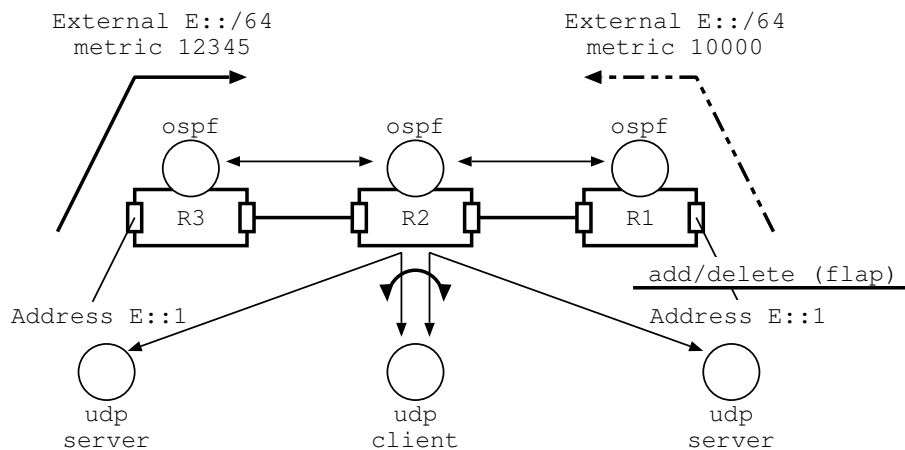 External E::/64
metric 12345
External E::/64
metric 10000
ospf
ospf
ospf
R3
R2
R1
add/delete (flap)
Address E::1
Address E::1
udp
server
udp
client
udp
server